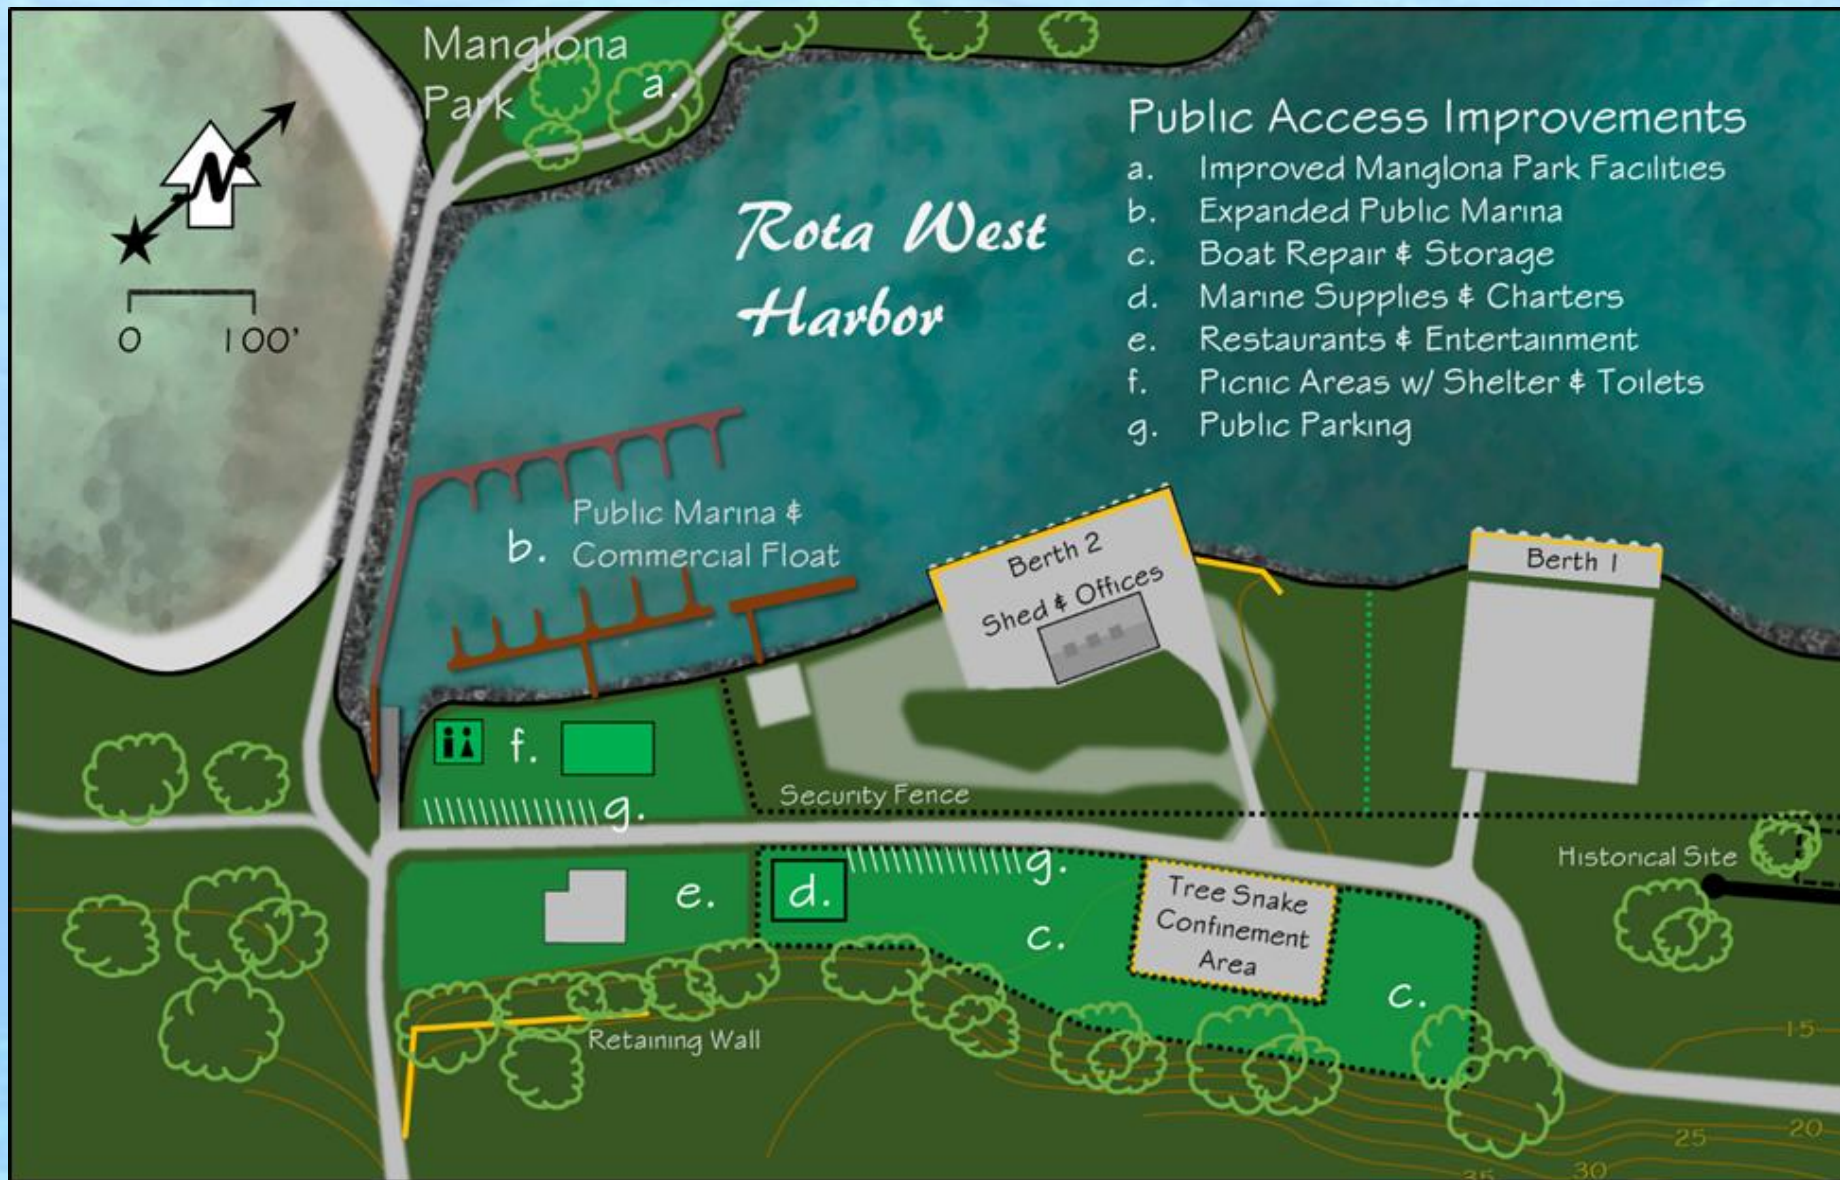 Manglona
Park
a.
N
0 100'
Rota West
Harbor
Public Access Improvements
a. Improved Manglona Park Facilities
b. Expanded Public Marina
c. Boat Repair & Storage
d. Marine Supplies & Charters
e. Restaurants & Entertainment
f. Picnic Areas w/ Shelter & Toilets
g. Public Parking
b.
Public Marina &
Commercial Float
Berth 2
Shed & Offices
Berth 1
f.
g.
Security Fence
e.
d.
g.
c.
Tree Snake
Confinement
Area
c.
Historical Site
Retaining Wall
15
20
25
30
35